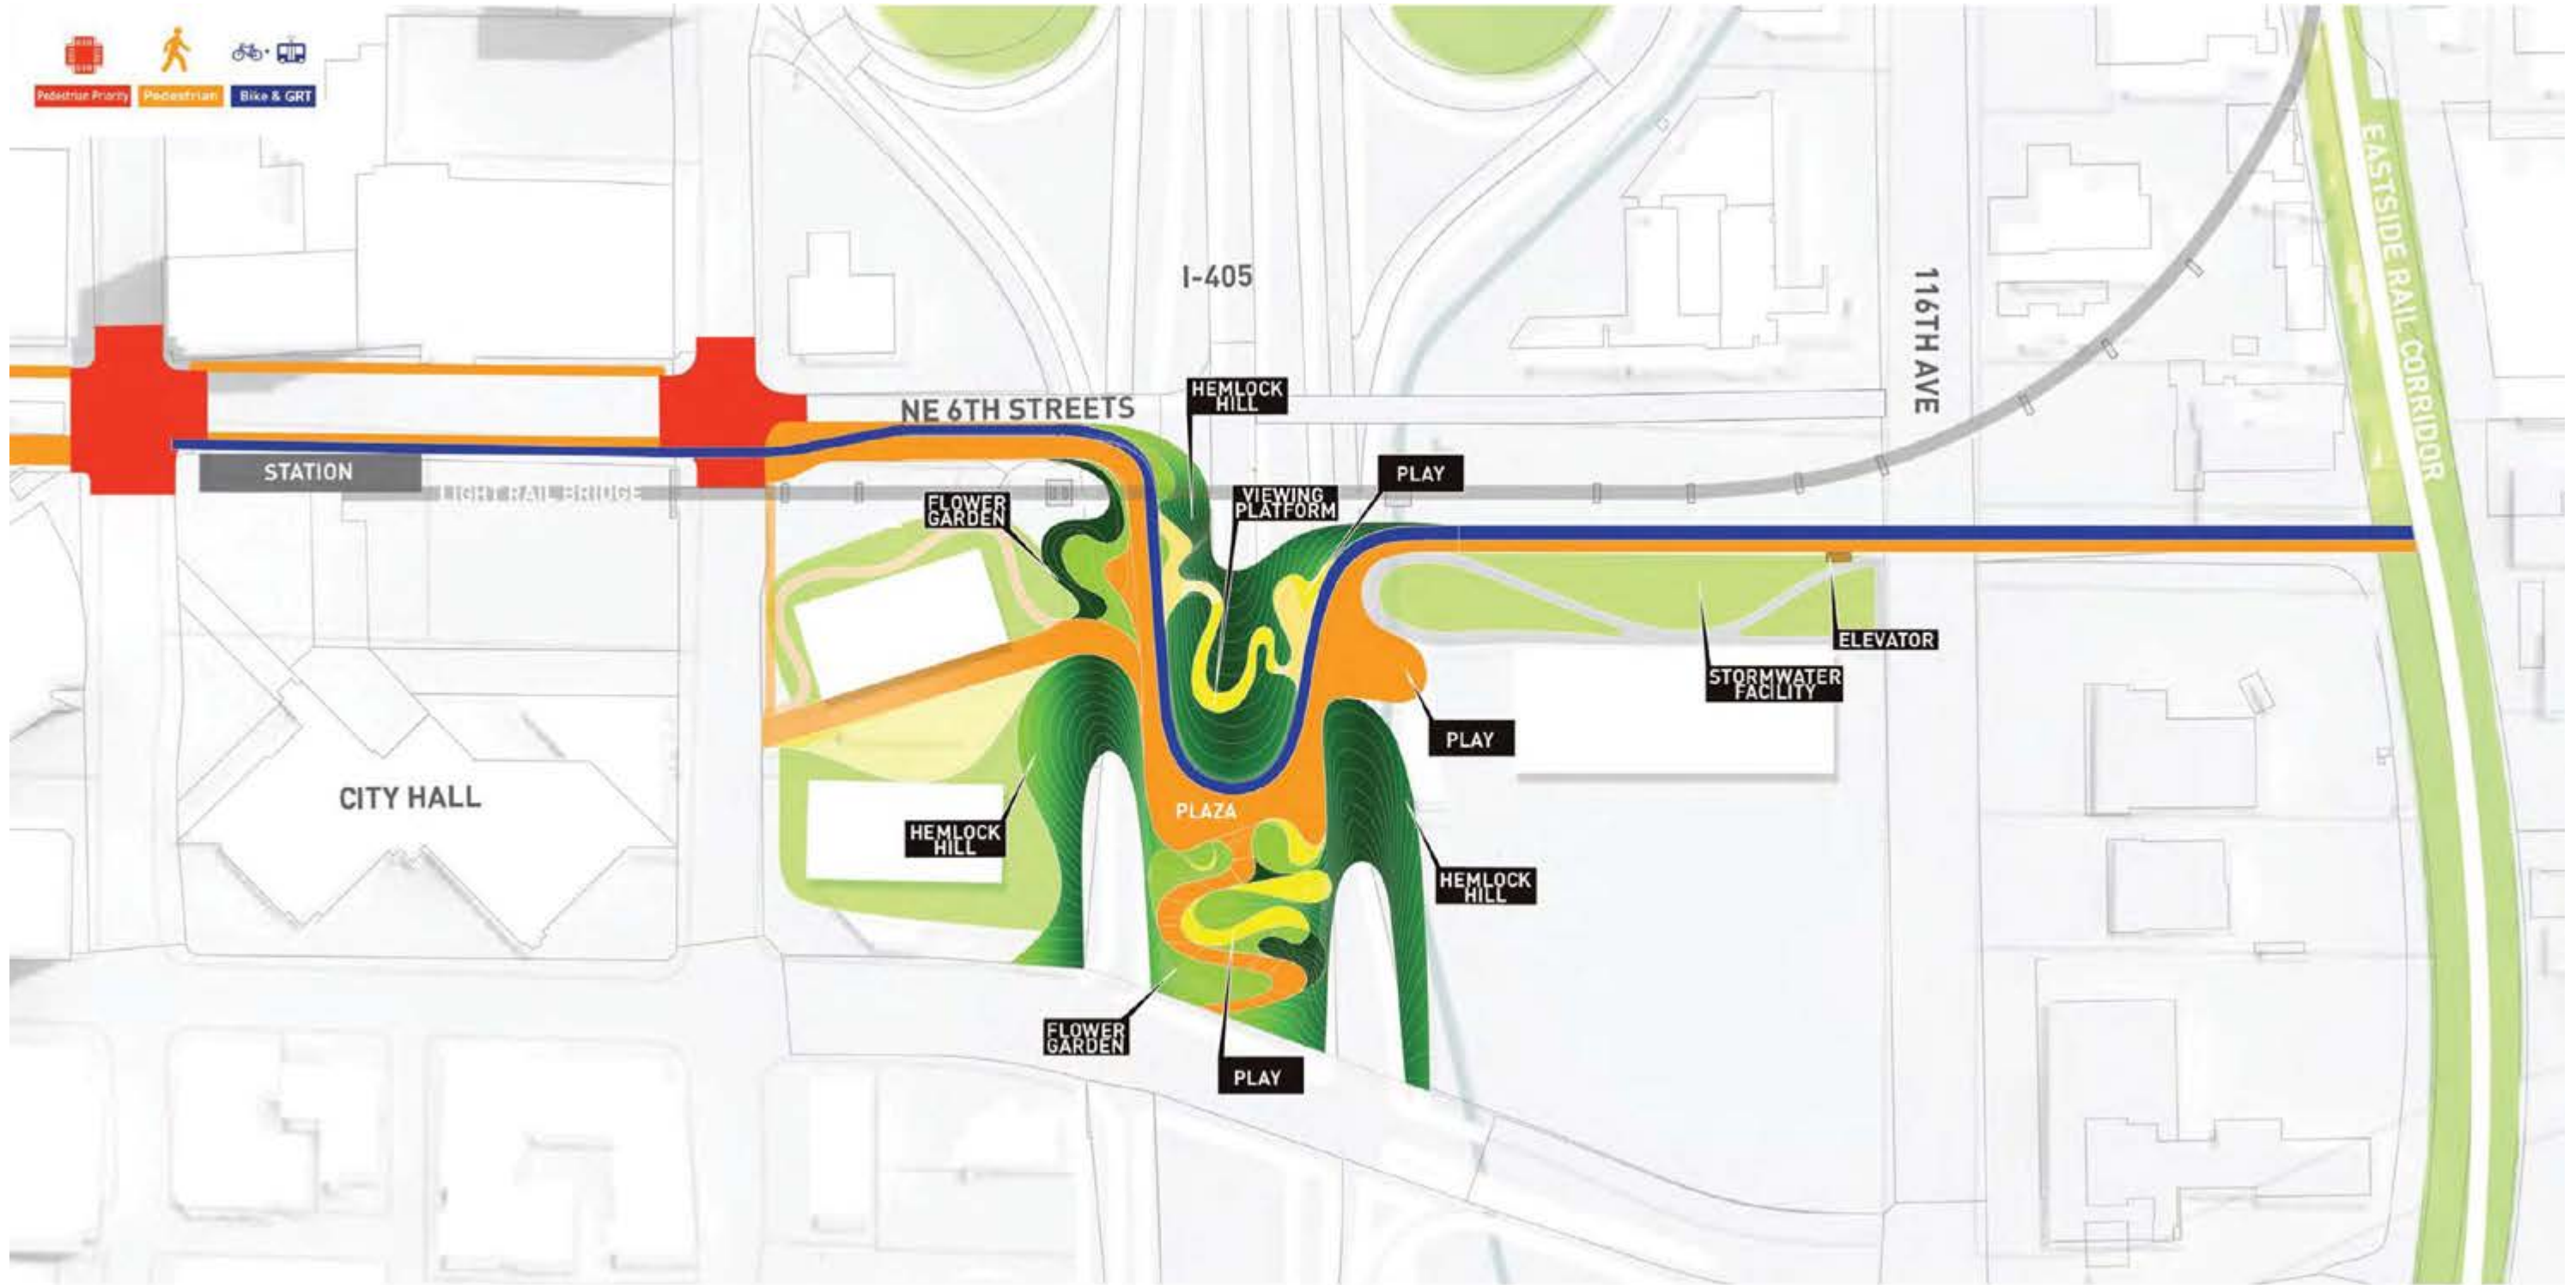 Pedestrian Priority
Pedestrian
Bike & GRT
EASTSIDE RAIL CORRIDOR
I-405
116TH AVE
NE 6TH STREETS
HEMLOCK
HILL
STATION
LIGHT RAIL BRIDGE
FLOWER
GARDEN
VIEWING
PLATFORM
PLAY
ELEVATOR
STORMWATER
FACILITY
PLAY
CITY HALL
PLAZA
HEMLOCK
HILL
HEMLOCK
HILL
FLOWER
GARDEN
PLAY